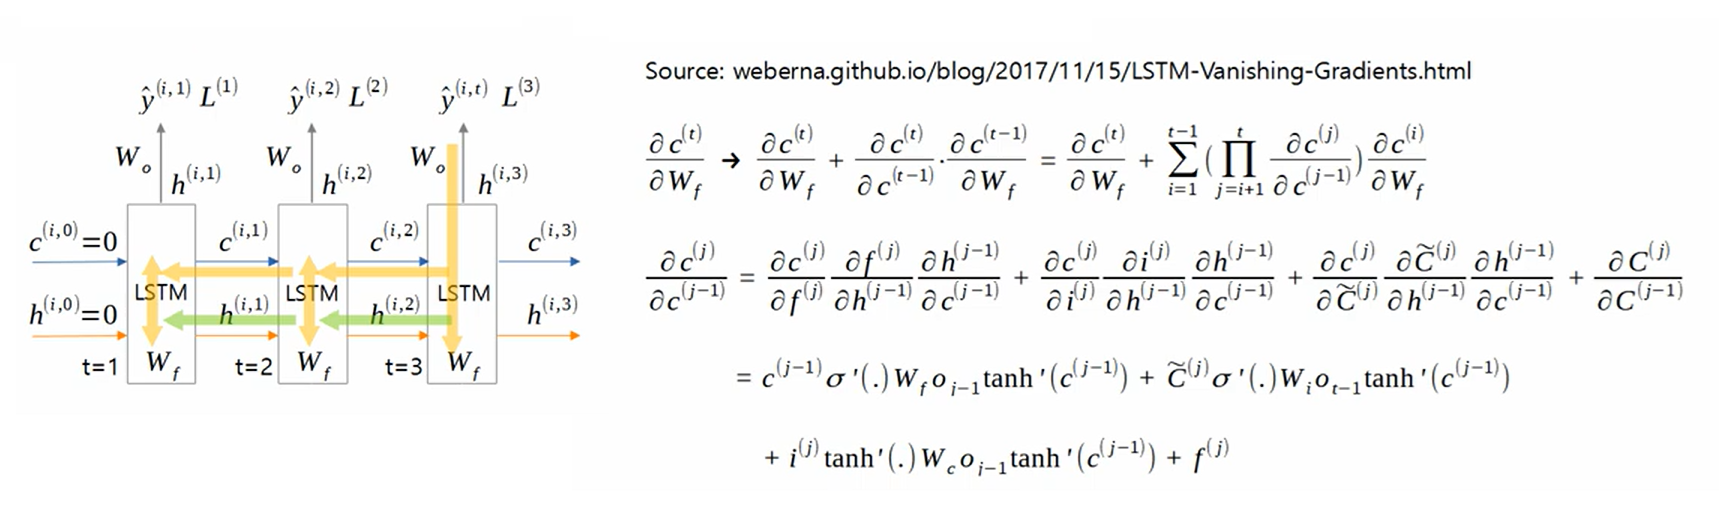 Source: weberna.github.io/blog/2017/11/15/LSTM-Vanishing-Gradients.html
ŷ^(i,1) L^(1) ŷ^(i,2) L^(2) ŷ^(i,t) L^(3)
W_o W_o W_o
h^(i,1) h^(i,2) h^(i,3)
c^(i,0)=0 c^(i,1) c^(i,2) c^(i,3)
LSTM LSTM LSTM
h^(i,0)=0 h^(i,1) h^(i,2) h^(i,3)
t=1 W_f t=2 W_f t=3 W_f
∂c^(t)/∂W_f → ∂c^(t)/∂W_f + ∂c^(t)/∂c^(t−1) · ∂c^(t−1)/∂W_f = ∂c^(t)/∂W_f + ∑_{i=1}^{t−1} ( ∏_{j=i+1}^{t} ∂c^(j)/∂c^(j−1) ) ∂c^(i)/∂W_f
∂c^(j)/∂c^(j−1) = ∂c^(j)/∂f^(j) ∂f^(j)/∂h^(j−1) ∂h^(j−1)/∂c^(j−1) + ∂c^(j)/∂i^(j) ∂i^(j)/∂h^(j−1) ∂h^(j−1)/∂c^(j−1) + ∂c^(j)/∂C̃^(j) ∂C̃^(j)/∂h^(j−1) ∂h^(j−1)/∂c^(j−1) + ∂C^(j)/∂C^(j−1)
= c^(j−1) σ'(.) W_f o_{j−1} tanh'(c^(j−1)) + C̃^(j) σ'(.) W_i o_{t−1} tanh'(c^(j−1))
+ i^(j) tanh'(.) W_c o_{j−1} tanh'(c^(j−1)) + f^(j)